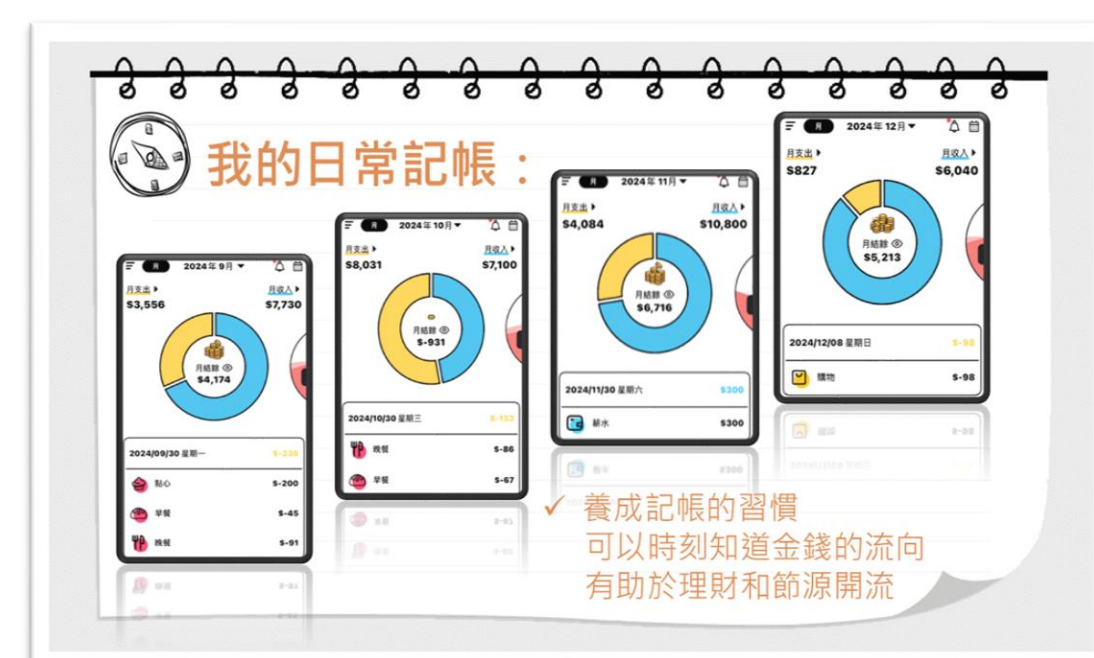 我的日常記帳：
月
2024年 9月
月支出
月收入
$3,556
$7,730
月結餘
$4,174
2024/09/30 星期一
點心
$-200
早餐
$-45
晚餐
$-91
月
2024年 10月
月支出
月收入
$8,031
$7,100
月結餘
$-931
2024/10/30 星期三
$-153
晚餐
$-86
早餐
$-67
月
2024年 11月
月支出
月收入
$4,084
$10,800
月結餘
$6,716
2024/11/30 星期六
$300
薪水
$300
月
2024年 12月
月支出
月收入
$827
$6,040
月結餘
$5,213
2024/12/08 星期日
$-98
購物
$-98
✓ 養成記帳的習慣
可以時刻知道金錢的流向
有助於理財和節源開流